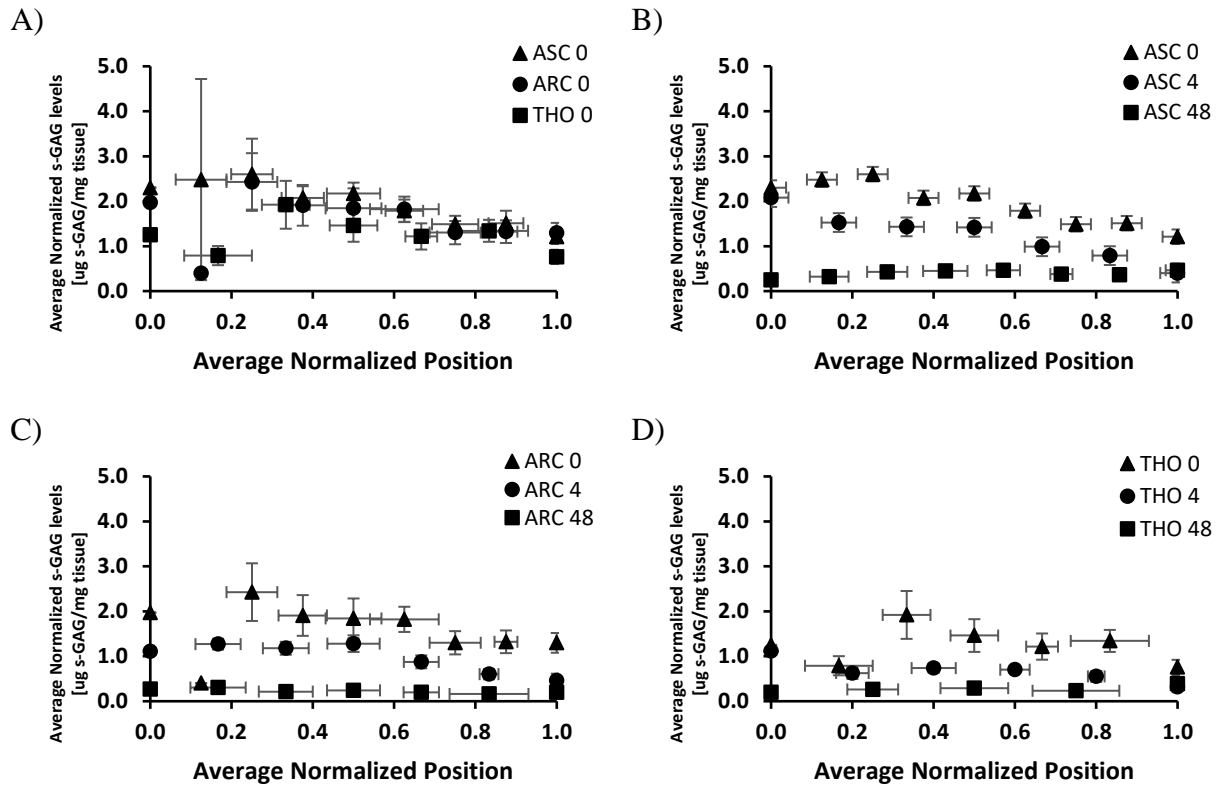 A)
B)
Average Normalized s-GAG levels
[ug s-GAG/mg tissue]
5.0
4.0
3.0
2.0
1.0
0.0
ASC 0
ARC 0
THO 0
0.0 0.2 0.4 0.6 0.8 1.0
Average Normalized Position
Average Normalized s-GAG levels
[ug s-GAG/mg tissue]
5.0
4.0
3.0
2.0
1.0
0.0
ASC 0
ASC 4
ASC 48
0.0 0.2 0.4 0.6 0.8 1.0
Average Normalized Position
C)
D)
Average Normalized s-GAG levels
[ug s-GAG/mg tissue]
5.0
4.0
3.0
2.0
1.0
0.0
ARC 0
ARC 4
ARC 48
0.0 0.2 0.4 0.6 0.8 1.0
Average Normalized Position
Average Normalized s-GAG levels
[ug s-GAG/mg tissue]
5.0
4.0
3.0
2.0
1.0
0.0
THO 0
THO 4
THO 48
0.0 0.2 0.4 0.6 0.8 1.0
Average Normalized Position